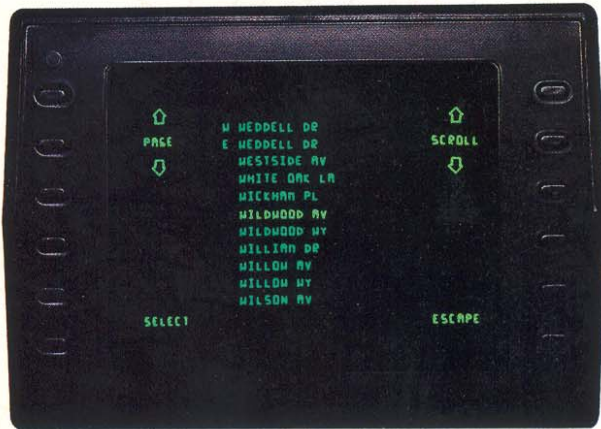 PAGE
W WEDDELL DR
E WEDDELL DR
WESTSIDE AV
WHITE OAK LA
WICKHAM PL
WILDWOOD AV
WILDWOOD WY
WILLIAM DR
WILLOW AV
WILLOW WY
WILSON AV
SCROLL
SELECT
ESCAPE